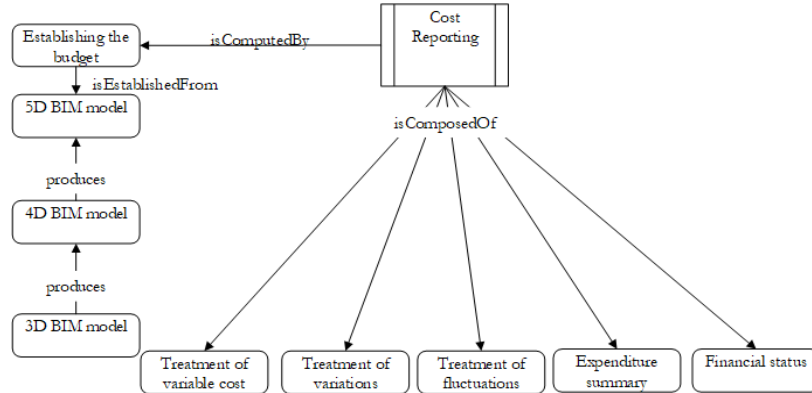 Cost
Reporting
Establishing the
budget
isComputedBy
isEstablishedFrom
5D BIM model
isComposedOf
produces
4D BIM model
produces
3D BIM model
Treatment of
variable cost
Treatment of
variations
Treatment of
fluctuations
Expenditure
summary
Financial status